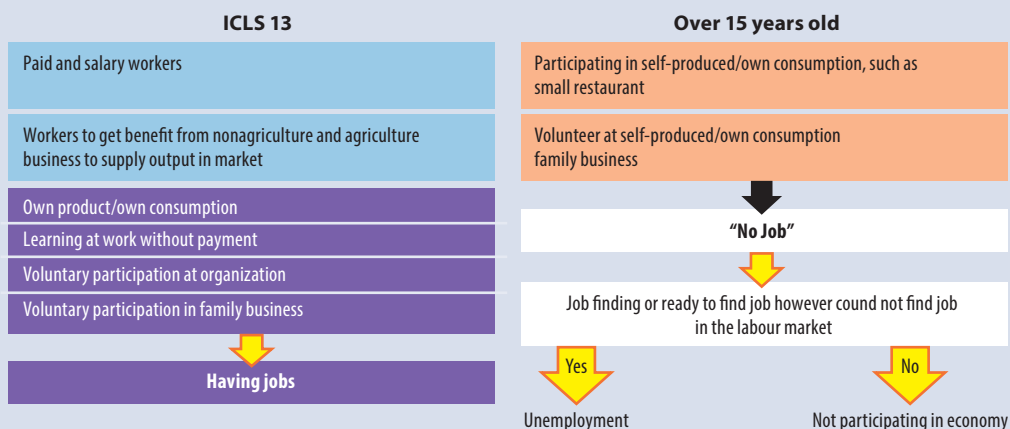 ICLS 13
Paid and salary workers
Workers to get benefit from nonagriculture and agriculture
business to supply output in market
Own product/own consumption
Learning at work without payment
Voluntary participation at organization
Voluntary participation in family business
Having jobs
Over 15 years old
Participating in self-produced/own consumption, such as
small restaurant
Volunteer at self-produced/own consumption
family business
“No Job”
Job finding or ready to find job however cound not find job
in the labour market
Yes
No
Unemployment
Not participating in economy